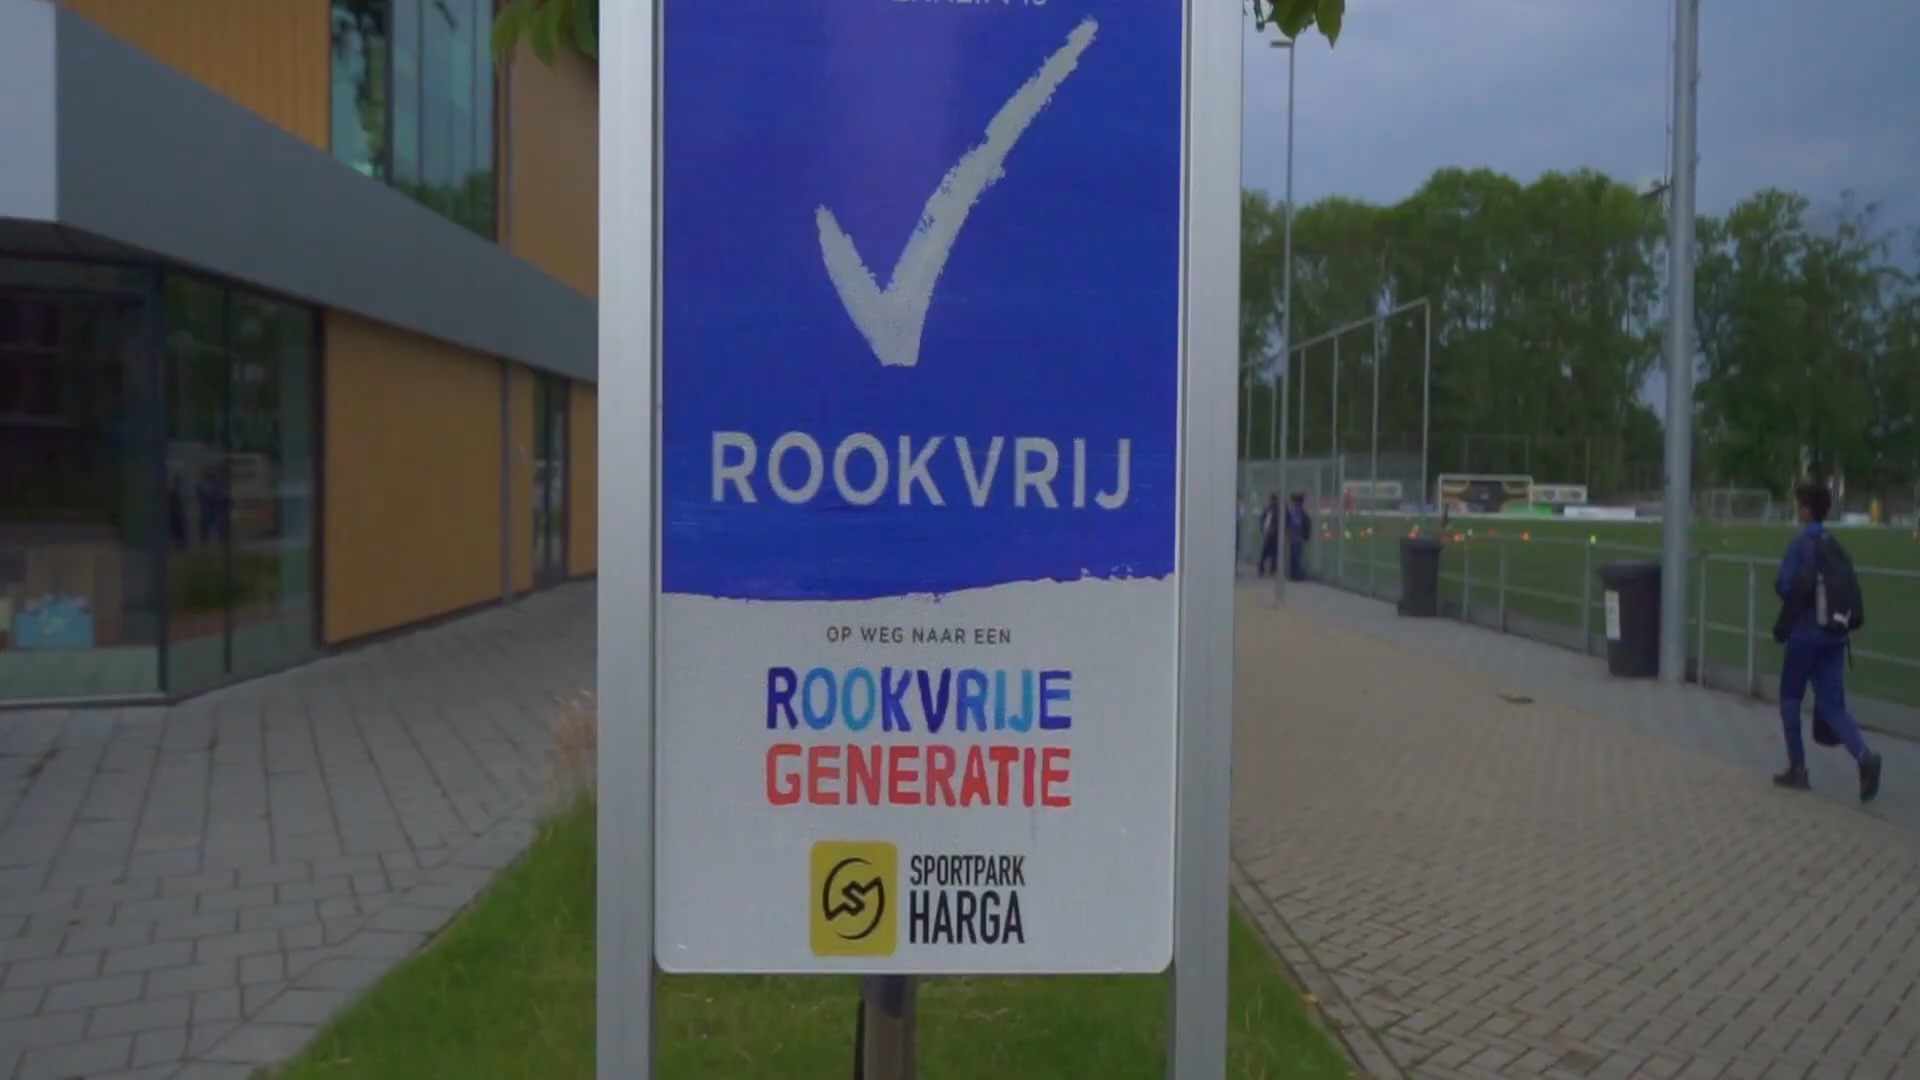 ROOKVRIJ
OP WEG NAAR EEN
ROOKVRIJE
GENERATIE
SPORTPARK
HARGA